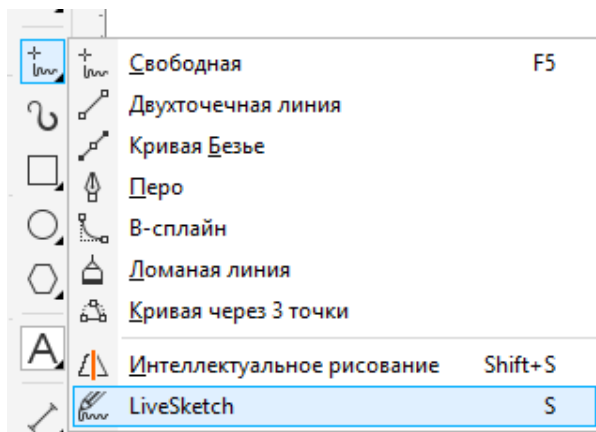 Свободная F5
Двухточечная линия
Кривая Безье
Перо
В-сплайн
Ломаная линия
Кривая через 3 точки
A
Интеллектуальное рисование Shift+S
LiveSketch S